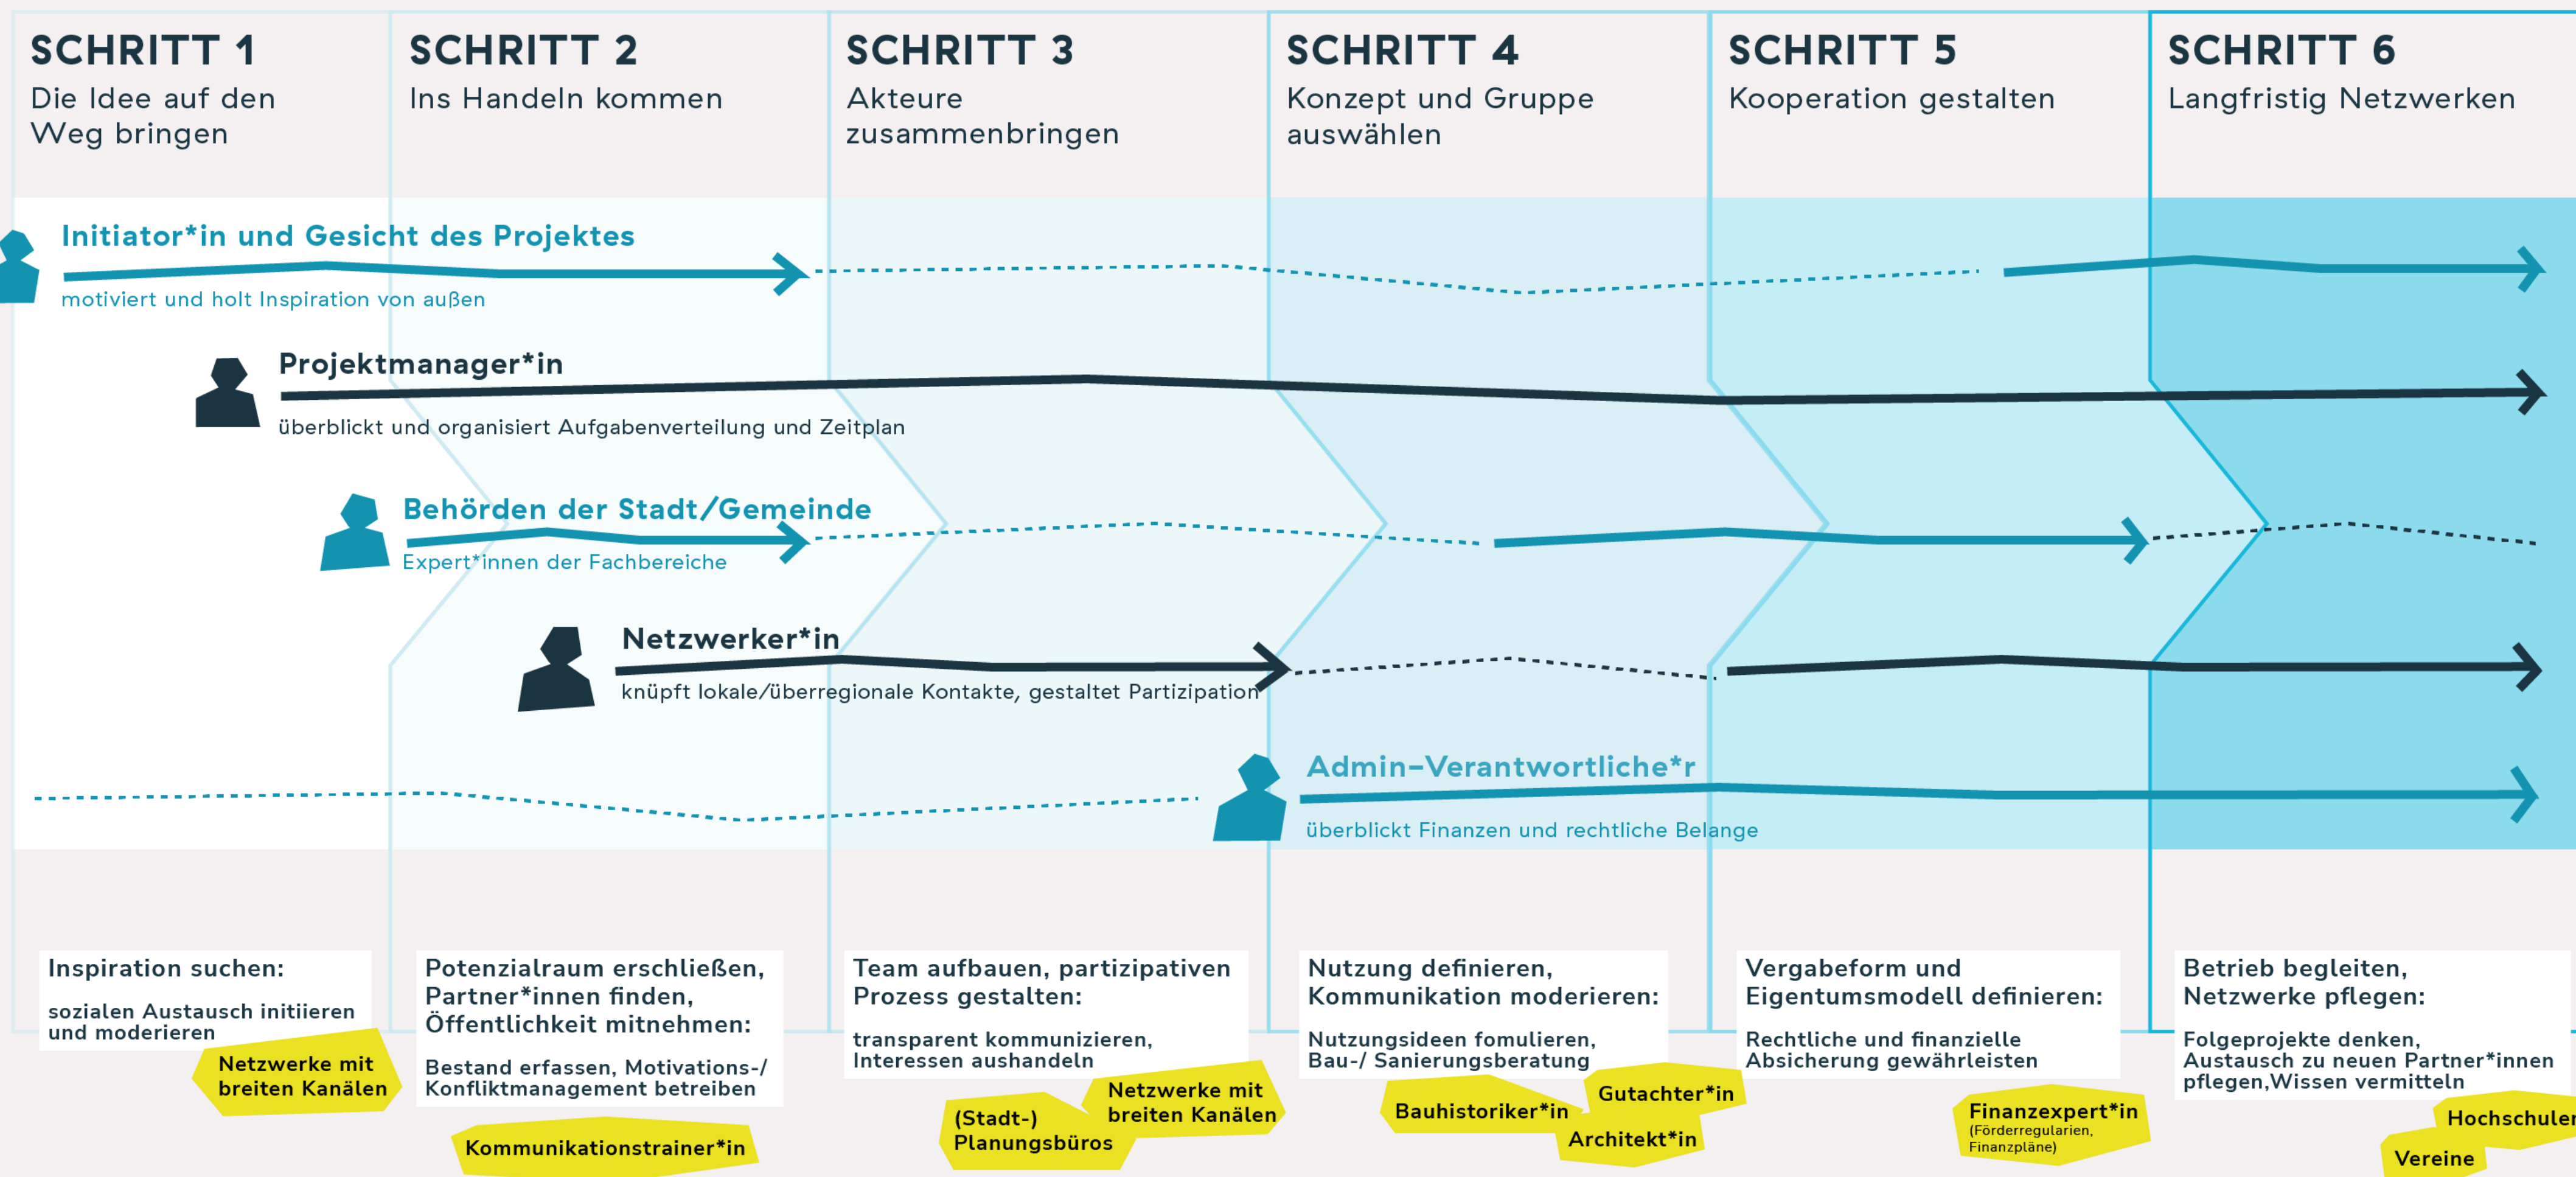 SCHRITT 1
Die Idee auf den
Weg bringen
SCHRITT 2
Ins Handeln kommen
SCHRITT 3
Akteure
zusammenbringen
SCHRITT 4
Konzept und Gruppe
auswählen
SCHRITT 5
Kooperation gestalten
SCHRITT 6
Langfristig Netzwerken
Initiator*in und Gesicht des Projektes
motiviert und holt Inspiration von außen
Projektmanager*in
überblickt und organisiert Aufgabenverteilung und Zeitplan
Behörden der Stadt/Gemeinde
Expert*innen der Fachbereiche
Netzwerker*in
knüpft lokale/überregionale Kontakte, gestaltet Partizipation
Admin-Verantwortliche*r
überblickt Finanzen und rechtliche Belange
Inspiration suchen:
sozialen Austausch initiieren
und moderieren
Netzwerke mit
breiten Kanälen
Potenzialraum erschließen,
Partner*innen finden,
Öffentlichkeit mitnehmen:
Bestand erfassen, Motivations-/
Konfliktmanagement betreiben
Kommunikationstrainer*in
Team aufbauen, partizipativen
Prozess gestalten:
transparent kommunizieren,
Interessen aushandeln
(Stadt-)
Planungsbüros
Netzwerke mit
breiten Kanälen
Nutzung definieren,
Kommunikation moderieren:
Nutzungsideen fomulieren,
Bau-/ Sanierungsberatung
Bauhistoriker*in
Gutachter*in
Architekt*in
Vergabeform und
Eigentumsmodell definieren:
Rechtliche und finanzielle
Absicherung gewährleisten
Finanzexpert*in
(Förderregularien,
Finanzpläne)
Betrieb begleiten,
Netzwerke pflegen:
Folgeprojekte denken,
Austausch zu neuen Partner*innen
pflegen,Wissen vermitteln
Hochschulen
Vereine